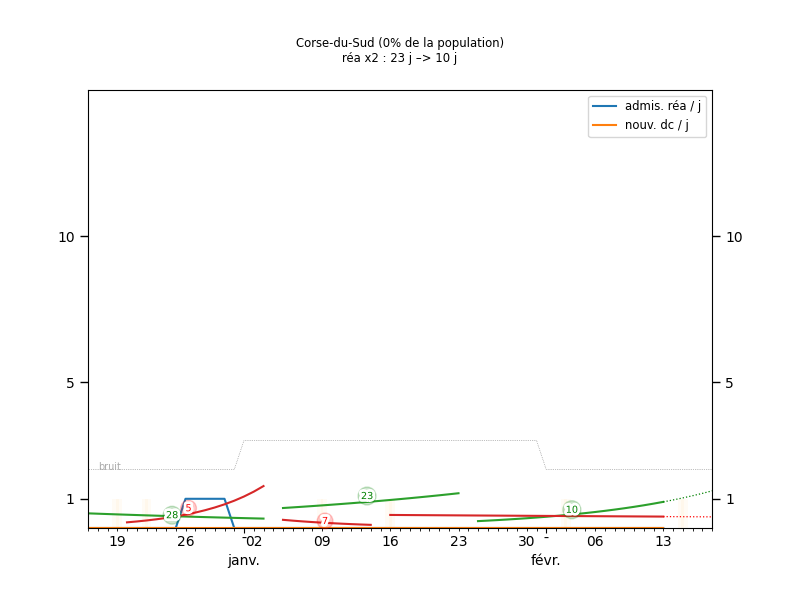 Corse-du-Sud (0% de la population)
réa x2 : 23 j –> 10 j
admis. réa / j
nouv. dc / j
10 10
5 5
bruit
1 1
28 5 7 23 10
19 26 02 09 16 23 30 06 13
janv. févr.